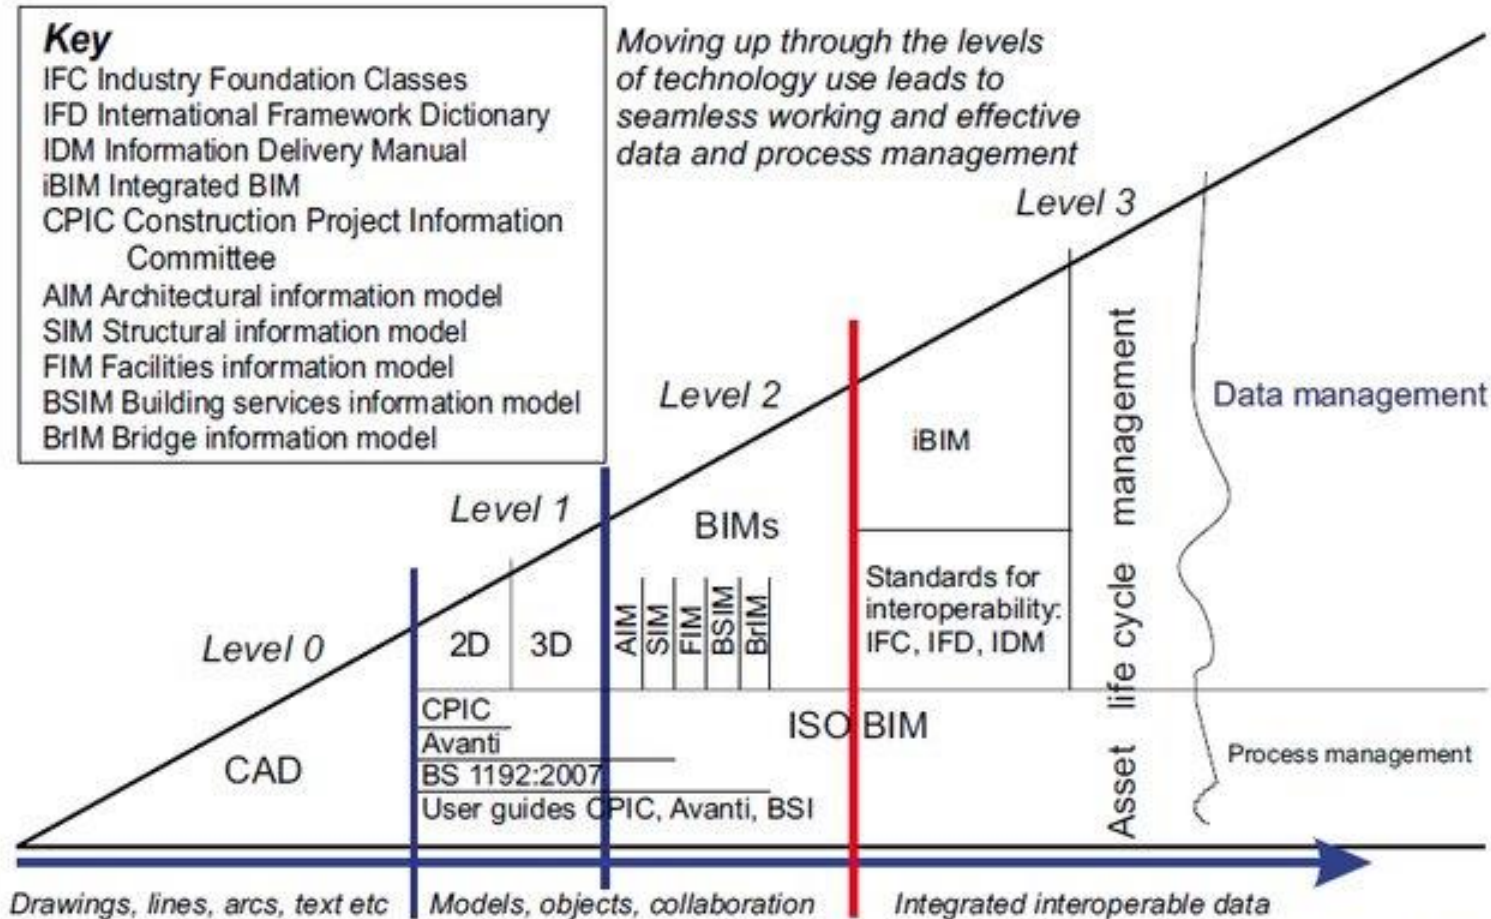 Key
IFC Industry Foundation Classes
IFD International Framework Dictionary
IDM Information Delivery Manual
iBIM Integrated BIM
CPIC Construction Project Information
Committee
AIM Architectural information model
SIM Structural information model
FIM Facilities information model
BSIM Building services information model
BrIM Bridge information model
Moving up through the levels
of technology use leads to
seamless working and effective
data and process management
Level 3
Level 2
Level 1
Level 0
Data management
iBIM
BIMs
Standards for
interoperability:
IFC, IFD, IDM
2D
3D
AIM
SIM
FIM
BSIM
BrIM
CPIC
Avanti
BS 1192:2007
User guides CPIC, Avanti, BSI
ISO BIM
CAD
Asset life cycle management
Process management
Drawings, lines, arcs, text etc
Models, objects, collaboration
Integrated interoperable data